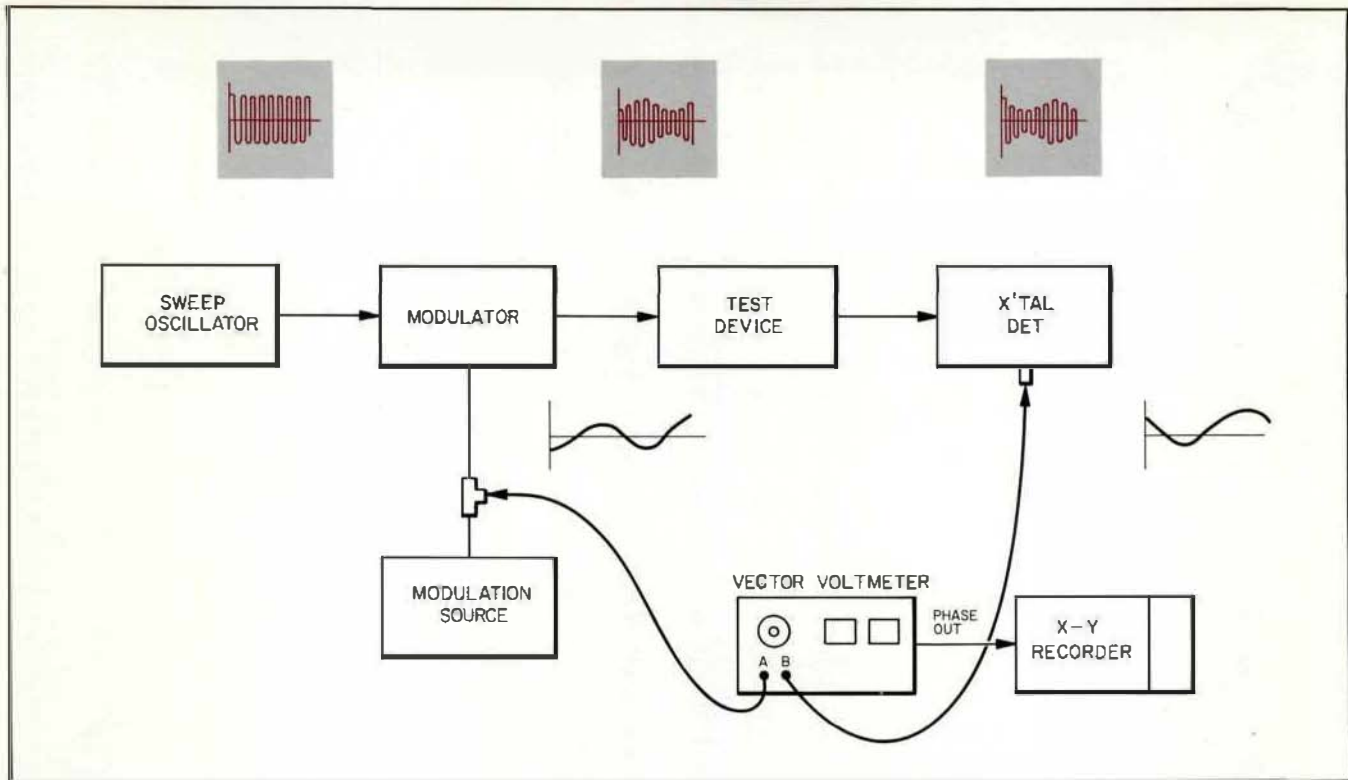 SWEEP
OSCILLATOR
MODULATOR
TEST
DEVICE
X'TAL
DET
MODULATION
SOURCE
VECTOR VOLTMETER
A B
PHASE
OUT
X-Y
RECORDER